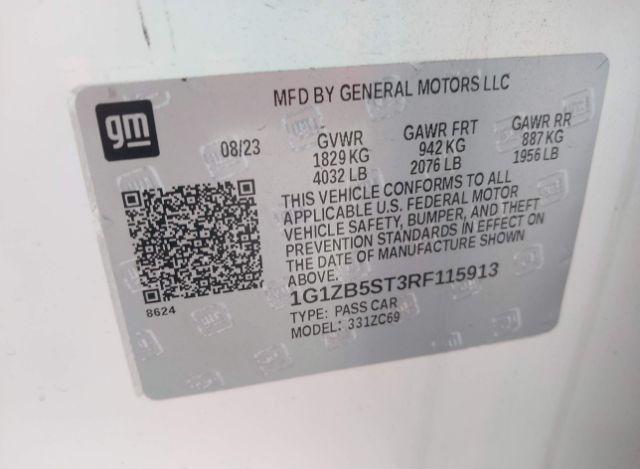 MFD BY GENERAL MOTORS LLC
gm
08/23
GVWR GAWR FRT GAWR RR
1829 KG 942 KG 887 KG
4032 LB 2076 LB 1956 LB
THIS VEHICLE CONFORMS TO ALL
APPLICABLE U.S. FEDERAL MOTOR
VEHICLE SAFETY, BUMPER, AND THEFT
PREVENTION STANDARDS IN EFFECT ON
THE DATE OF MANUFACTURE SHOWN
ABOVE.
8624
1G1ZB5ST3RF115913
TYPE: PASS CAR
MODEL: 331ZC69